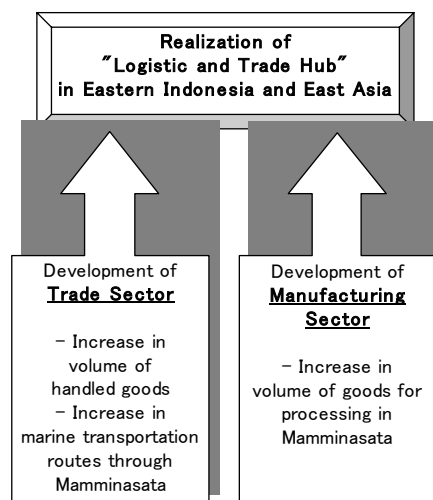 Realization of
"Logistic and Trade Hub"
in Eastern Indonesia and East Asia
Development of
Trade Sector
- Increase in
volume of
handled goods
- Increase in
marine transportation
routes through
Mamminasata
Development of
Manufacturing
Sector
- Increase in
volume of goods for
processing in
Mamminasata